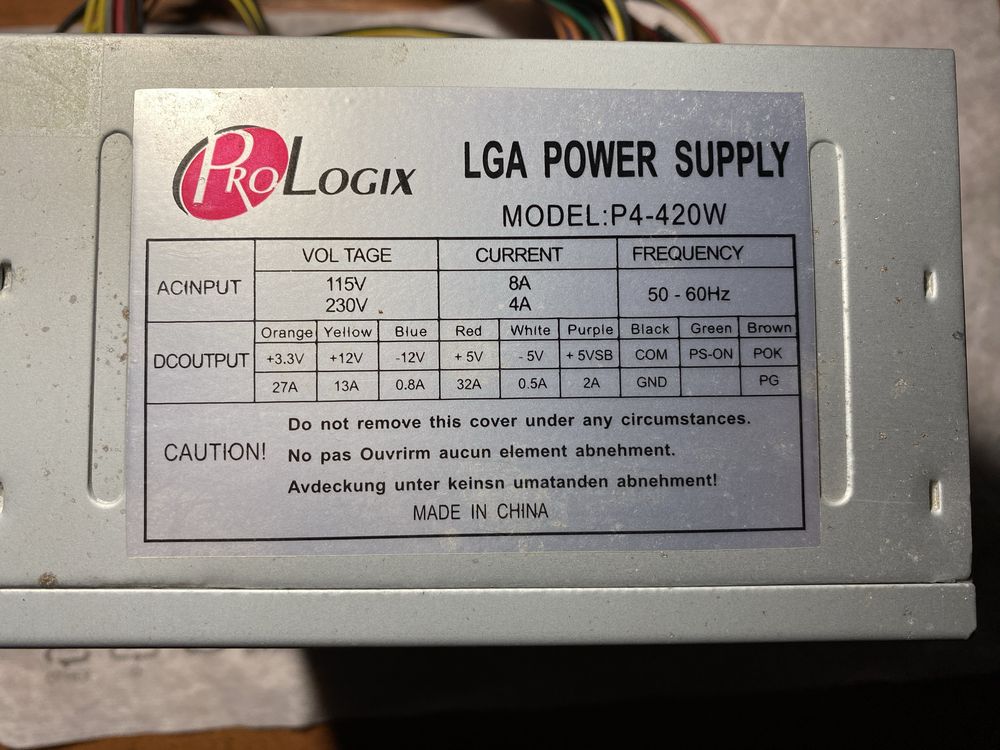 PROLOGIX
LGA POWER SUPPLY
MODEL:P4-420W
VOL TAGE CURRENT FREQUENCY
ACINPUT 115V 8A 50 - 60Hz
230V 4A
Orange Yellow Blue Red White Purple Black Green Brown
DCOUTPUT +3.3V +12V -12V + 5V - 5V + 5VSB COM PS-ON POK
27A 13A 0.8A 32A 0.5A 2A GND PG
Do not remove this cover under any circumstances.
CAUTION! No pas Ouvrirm aucun element abnehment.
Avdeckung unter keinsn umatanden abnehment!
MADE IN CHINA